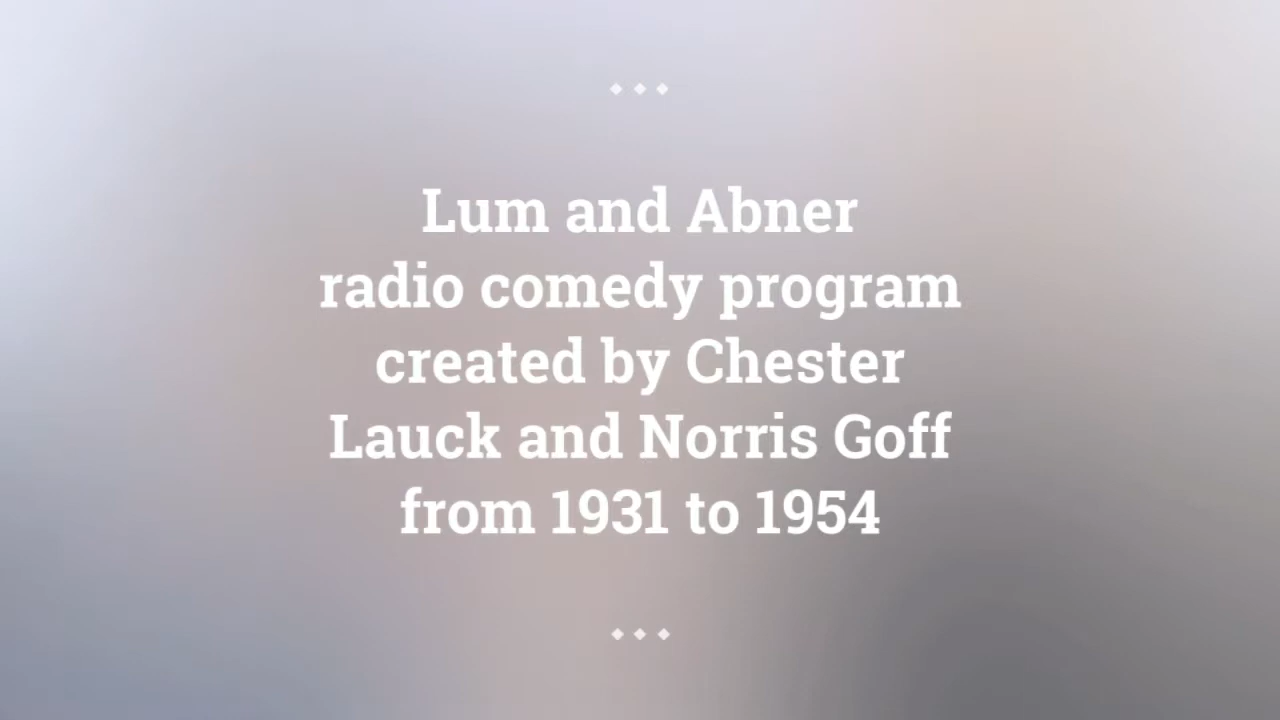 Lum and Abner
radio comedy program
created by Chester
Lauck and Norris Goff
from 1931 to 1954